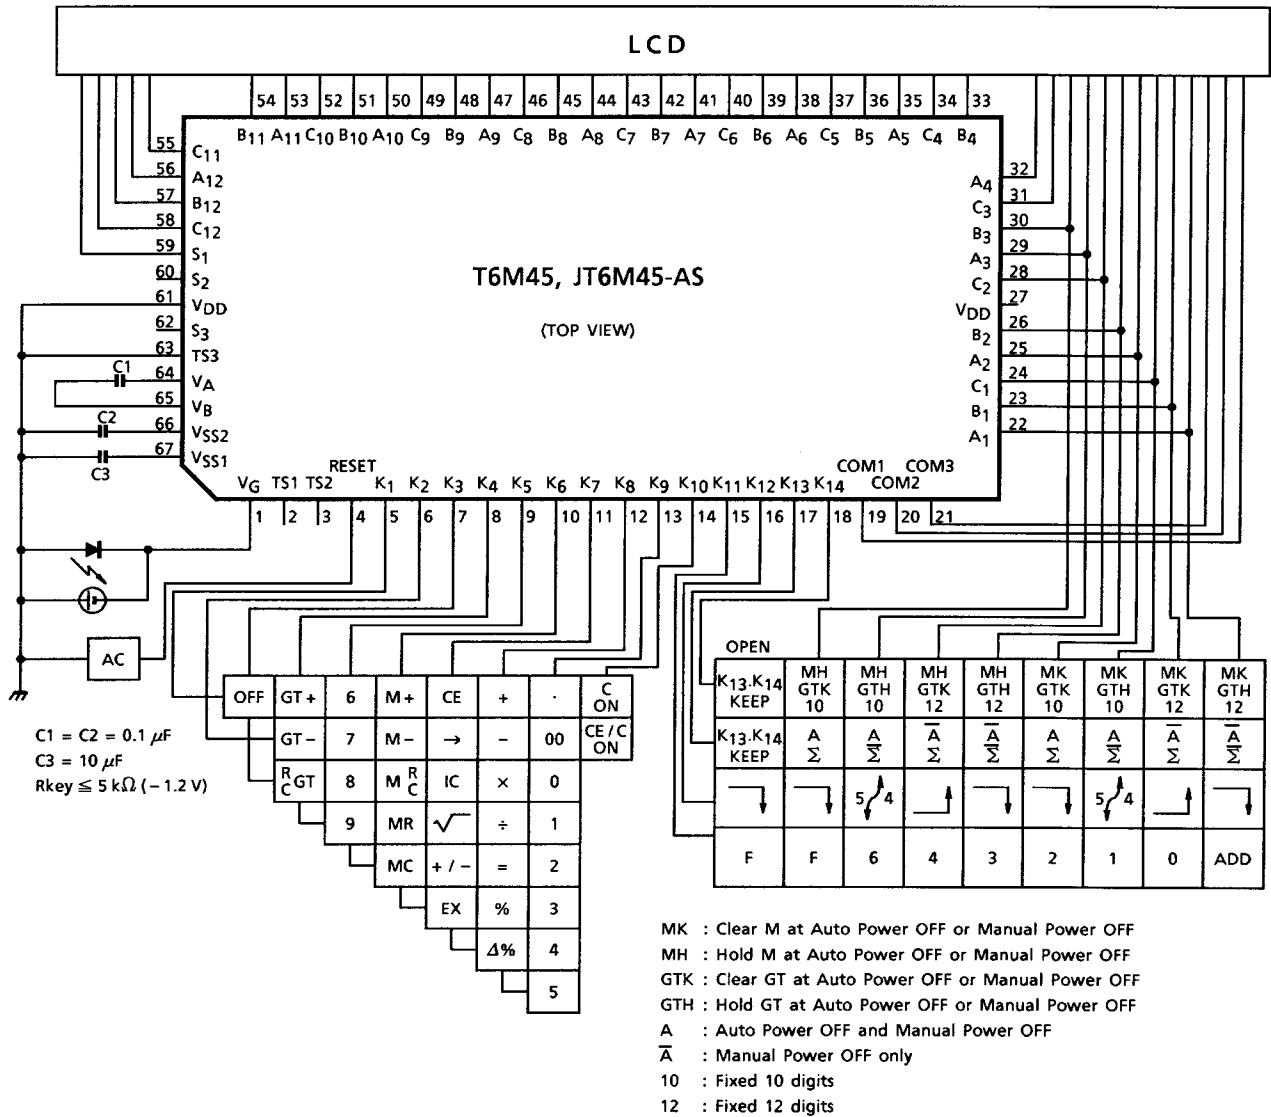 LCD
54 53 52 51 50 49 48 47 46 45 44 43 42 41 40 39 38 37 36 35 34 33
B11 A11 C10 B10 A10 C9 B9 A9 C8 B8 A8 C7 B7 A7 C6 B6 A6 C5 B5 A5 C4 B4
55 C11
56 A12
57 B12
58 C12
59 S1
60 S2
61 VDD
62 S3
63 TS3
C1 64 VA
65 VB
C2 66 VSS2
C3 67 VSS1
T6M45, JT6M45-AS
(TOP VIEW)
A4 32
C3 31
B3 30
A3 29
C2 28
VDD 27
B2 26
A2 25
C1 24
B1 23
A1 22
VG TS1 TS2 RESET K1 K2 K3 K4 K5 K6 K7 K8 K9 K10 K11 K12 K13 K14 COM1 COM2 COM3
1 2 3 4 5 6 7 8 9 10 11 12 13 14 15 16 17 18 19 20 21
AC
C1 = C2 = 0.1 μF
C3 = 10 μF
Rkey ≦ 5 kΩ (− 1.2 V)
OFF GT + 6 M + CE + · C ON
GT − 7 M − → − 00 CE / C ON
R C GT 8 M R C IC × 0
9 MR √ ÷ 1
MC + / − = 2
EX % 3
Δ% 4
5
OPEN
K13.K14 KEEP MH GTK 10 MH GTH 10 MH GTK 12 MH GTH 12 MK GTK 10 MK GTH 10 MK GTK 12 MK GTH 12
K13.K14 KEEP A Σ A Σ̅ A̅ Σ A̅ Σ̅ A Σ A Σ̅ A̅ Σ A̅ Σ̅
5 4 5 4
F F 6 4 3 2 1 0 ADD
MK : Clear M at Auto Power OFF or Manual Power OFF
MH : Hold M at Auto Power OFF or Manual Power OFF
GTK : Clear GT at Auto Power OFF or Manual Power OFF
GTH : Hold GT at Auto Power OFF or Manual Power OFF
A : Auto Power OFF and Manual Power OFF
A̅ : Manual Power OFF only
10 : Fixed 10 digits
12 : Fixed 12 digits